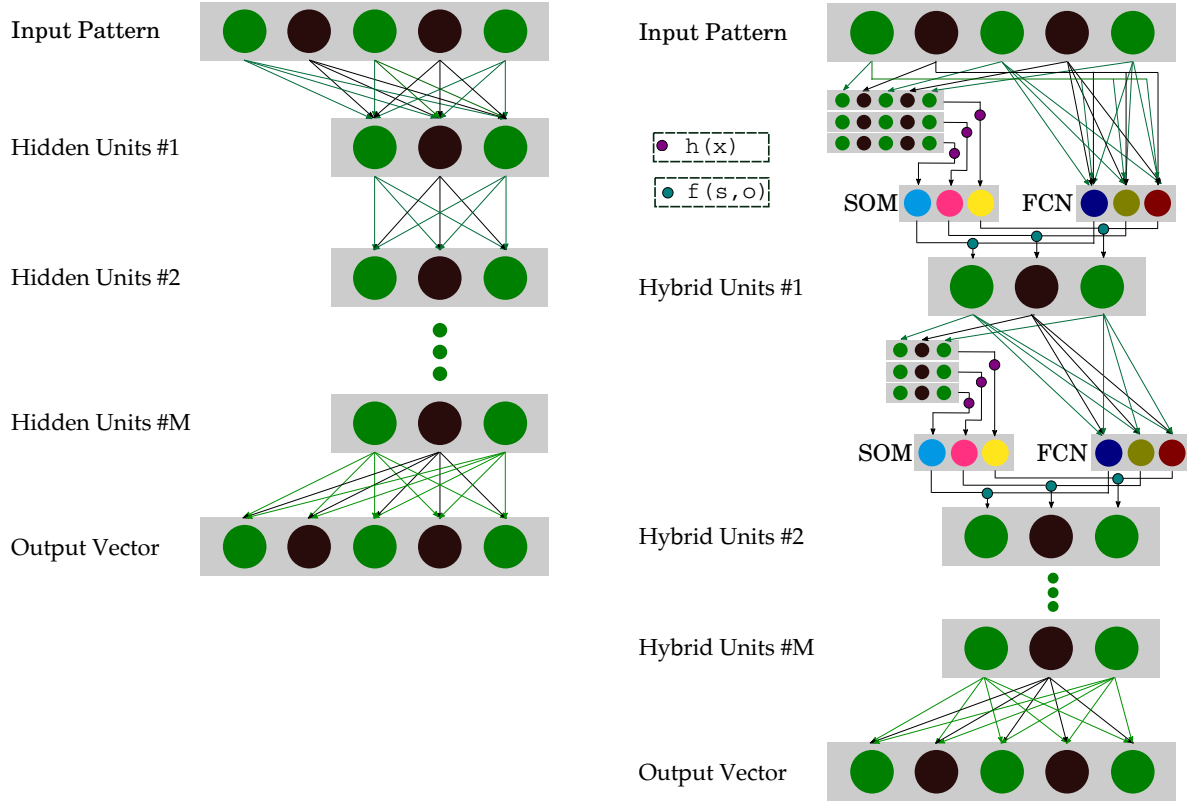 Input Pattern
Hidden Units #1
Hidden Units #2
Hidden Units #M
Output Vector
Input Pattern
h(x)
f(s,o)
SOM
FCN
Hybrid Units #1
SOM
FCN
Hybrid Units #2
Hybrid Units #M
Output Vector